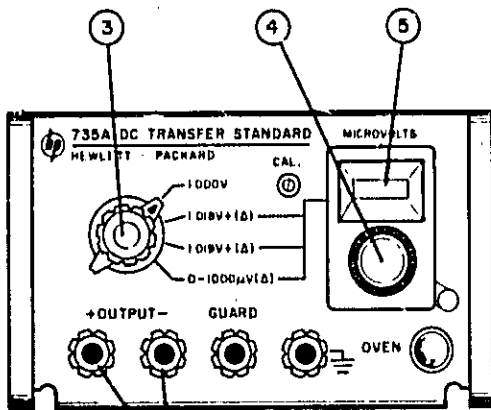 3 4 5
735A DC TRANSFER STANDARD MICROVOLTS
HEWLETT · PACKARD CAL.
1.000V
1.018V+(Δ)
1.019V+(Δ)
0-1000μV(Δ)
+OUTPUT- GUARD
OVEN